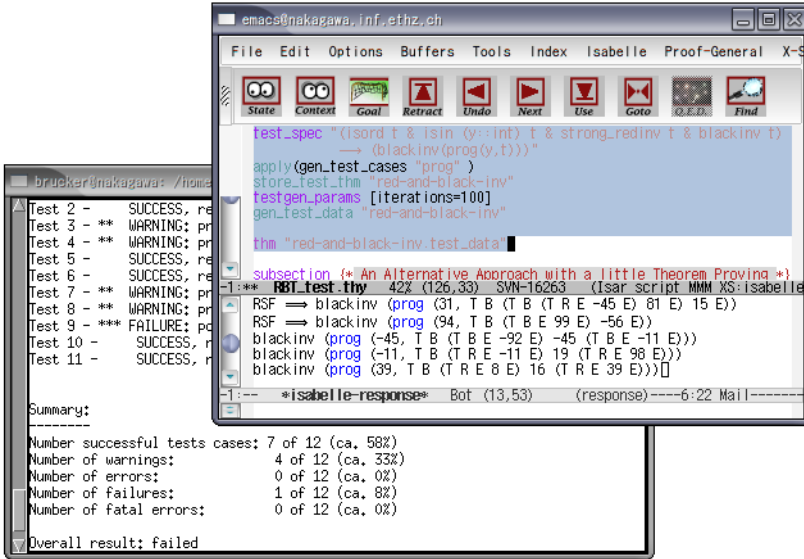 emacs@nakagawa.inf.ethz.ch
File Edit Options Buffers Tools Index Isabelle Proof-General X-S
State Context Goal Retract Undo Next Use Goto Q.E.D. Find
test_spec "(isord t & isin (y::int) t & strong_redinv t & blackinv t)
⟶ (blackinv(prog(y,t)))"
apply(gen_test_cases "prog" )
store_test_thm "red-and-black-inv"
testgen_params [iterations=100]
gen_test_data "red-and-black-inv"
thm "red-and-black-inv.test_data"
subsection {* An Alternative Approach with a little Theorem Proving *}
-1:** RBT_test.thy 42% (126,33) SVN-16263 (Isar script MMM XS:isabelle
RSF ⟹ blackinv (prog (31, T B (T B (T R E -45 E) 81 E) 15 E))
RSF ⟹ blackinv (prog (94, T B (T B E 99 E) -56 E))
blackinv (prog (-45, T B (T B E -92 E) -45 (T B E -11 E)))
blackinv (prog (-11, T B (T R E -11 E) 19 (T R E 98 E)))
blackinv (prog (39, T B (T R E 8 E) 16 (T R E 39 E)))
-1:-- *isabelle-response* Bot (13,53) (response)----6:22 Mail-------
brucker@nakagawa: /home
Test 2 - SUCCESS, re
Test 3 - ** WARNING: pr
Test 4 - ** WARNING: pr
Test 5 - SUCCESS, re
Test 6 - SUCCESS, re
Test 7 - ** WARNING: pr
Test 8 - ** WARNING: pr
Test 9 - *** FAILURE: po
Test 10 - SUCCESS, r
Test 11 - SUCCESS, r
Summary:
--------
Number successful tests cases: 7 of 12 (ca. 58%)
Number of warnings: 4 of 12 (ca. 33%)
Number of errors: 0 of 12 (ca. 0%)
Number of failures: 1 of 12 (ca. 8%)
Number of fatal errors: 0 of 12 (ca. 0%)
Overall result: failed